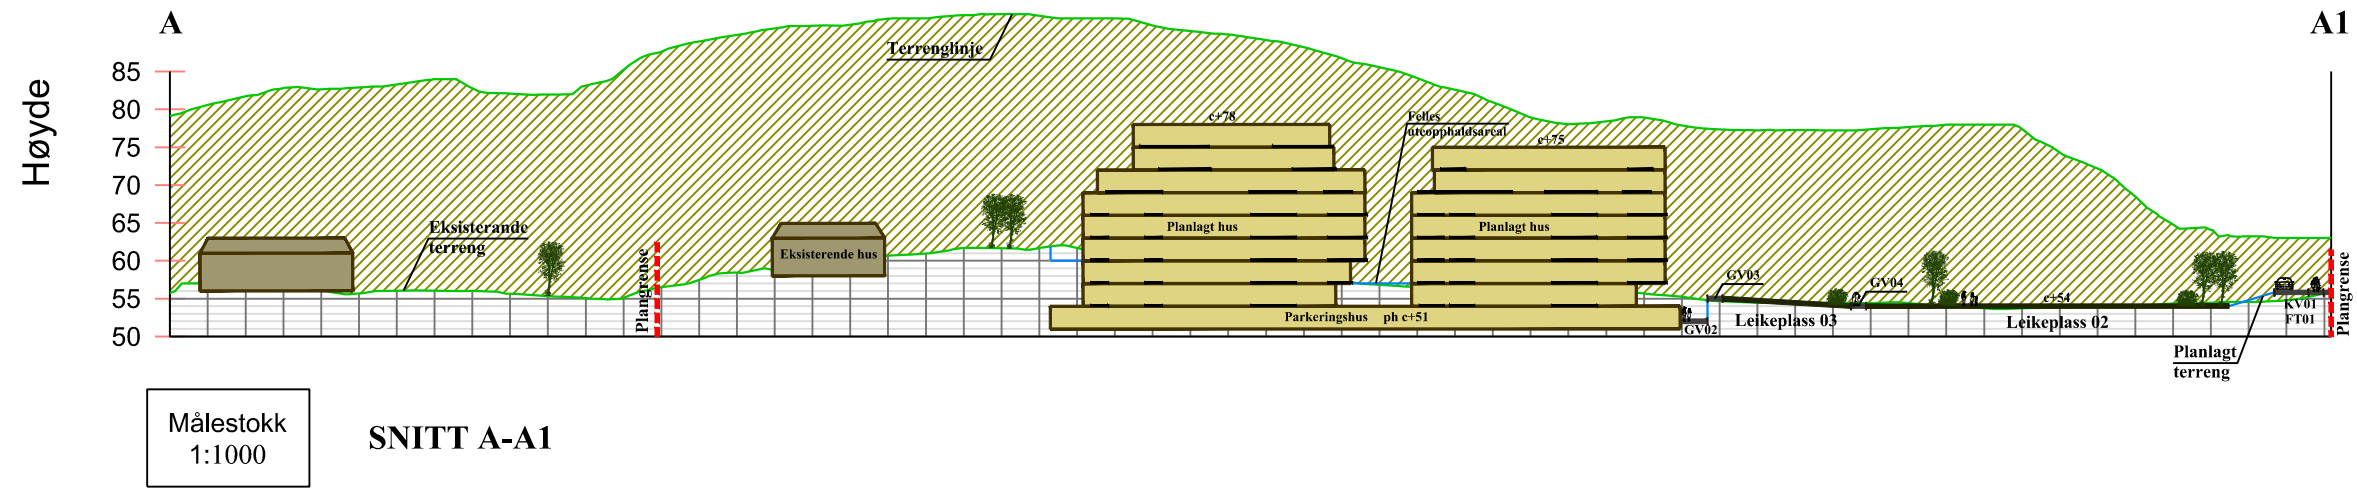 A
A1
Høyde
85
80
75
70
65
60
55
50
Terrenglinje
Eksisterande
terreng
Plangrense
Eksisterende hus
c+78
Planlagt hus
Felles
uteopphaldsareal
c+75
Planlagt hus
Parkeringshus ph c+51
GV02
GV03
Leikeplass 03
GV04
c+54
Leikeplass 02
KV01
FT01
Plangrense
Planlagt
terreng
Målestokk
1:1000
SNITT A-A1